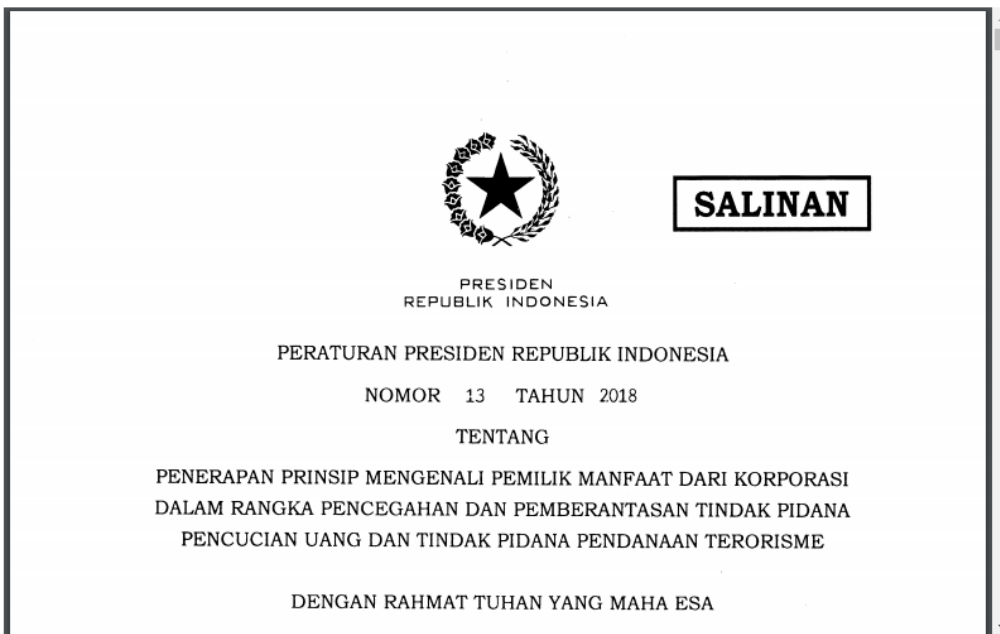 SALINAN
PRESIDEN
REPUBLIK INDONESIA
PERATURAN PRESIDEN REPUBLIK INDONESIA
NOMOR 13 TAHUN 2018
TENTANG
PENERAPAN PRINSIP MENGENALI PEMILIK MANFAAT DARI KORPORASI
DALAM RANGKA PENCEGAHAN DAN PEMBERANTASAN TINDAK PIDANA
PENCUCIAN UANG DAN TINDAK PIDANA PENDANAAN TERORISME
DENGAN RAHMAT TUHAN YANG MAHA ESA